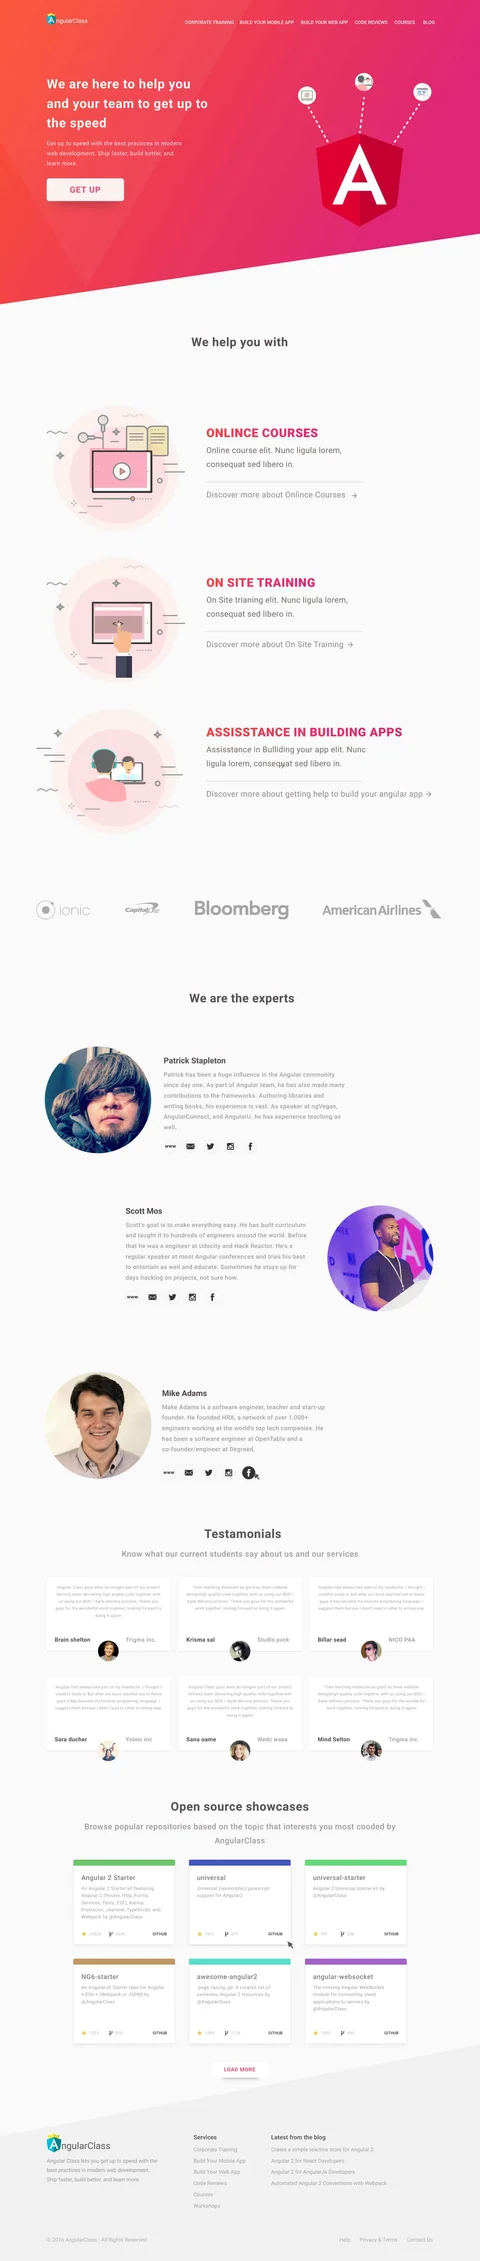 AngularClass
CORPORATE TRAINING BUILD YOUR MOBILE APP BUILD YOUR WEB APP CODE REVIEWS COURSES BLOG
We are here to help you
and your team to get up to
the speed
Get up to speed with the best practices in modern
web development. Ship faster, build better, and
learn more.
GET UP
We help you with
ONLINCE COURSES
Online course elit. Nunc ligula lorem,
consequat sed libero in.
Discover more about Onlince Courses
ON SITE TRAINING
On Site trianing elit. Nunc ligula lorem,
consequat sed libero in.
Discover more about On Site Training
ASSISSTANCE IN BUILDING APPS
Assisstance in Bulliding your app elit. Nunc
ligula lorem, consequat sed libero in.
Discover more about getting help to build your angular app
ionic CapitalOne Bloomberg American Airlines
We are the experts
Patrick Stapleton
Patrick has been a huge influence in the Angular community
since day one, As part of Angular team, he has also made many
contributions to the frameworks. Authoring libraries and
writing books, his experience is vast. As speaker at ngVegas,
AngularConnect, and AngularU. he has experience teaching as
well.
www
Scott Mos
Scott's goal is to make everything easy. He has built curriculum
and taught it to hundreds of engineers around the world. Before
that he was a engineer at Udacity and Hack Reactor. He's a
regular speaker at most Angular conferences and tries his best
to entertain as well and educate. Sometimes he stays up for
days hacking on projects, not sure how.
www
Mike Adams
Make Adams is a software engineer, teacher and start-up
founder. He founded HRX, a network of over 1,000+
engineers working at the world's top tech companies. He
has been a software engineer at OpenTable and a
co-founder/engineer at Degreed.
www
Testamonials
Know what our current students say about us and our services
Brain shelton Trigma inc.
Krisma sal Studio pack
Billar sead NICO PAA
Sara ducher Yoimc inc
Sana oame Wedc waaa
Mind Selton Trigma inc.
Open source showcases
Browse popular repositories based on the topic that interests you most cooded by
AngularClass
Angular 2 Starter
An Angular 2 Starter kit featuring
Angular 2 (Router, Http, Forms,
Services, Tests, E2E), Karma,
Protractor, Jasmine, TypeScript, and
Webpack by @AngularClass
GITHUB
universal
Universal (isomorphic) javascript
support for Angular2
GITHUB
universal-starter
Angular 2 Universal starter kit by
@AngularClass
GITHUB
NG6-starter
An AngularJS Starter repo for Angular
+ ES6 + (Webpack or JSPM) by
@AngularClass
GITHUB
awesome-angular2
:page_facing_up: A curated list of
awesome Angular 2 resources by
@AngularClass
GITHUB
angular-websocket
The missing Angular WebSocket
module for connecting client
applications to servers by
@AngularClass
GITHUB
LOAD MORE
AngularClass
Angular Class lets you get up to speed with the
best practices in modern web development.
Ship faster, build better, and learn more
Services
Corporate Training
Build Your Mobile App
Build Your Web App
Code Reviews
Courses
Workshops
Latest from the blog
Create a simple reactive store for Angular 2
Angular 2 for React Developers
Angular 2 for AngularJs Developers
Automated Angular 2 Conventions with Webpack
© 2016 AngularClass - All Rights Reserved
Help Privacy & Terms Contact Us